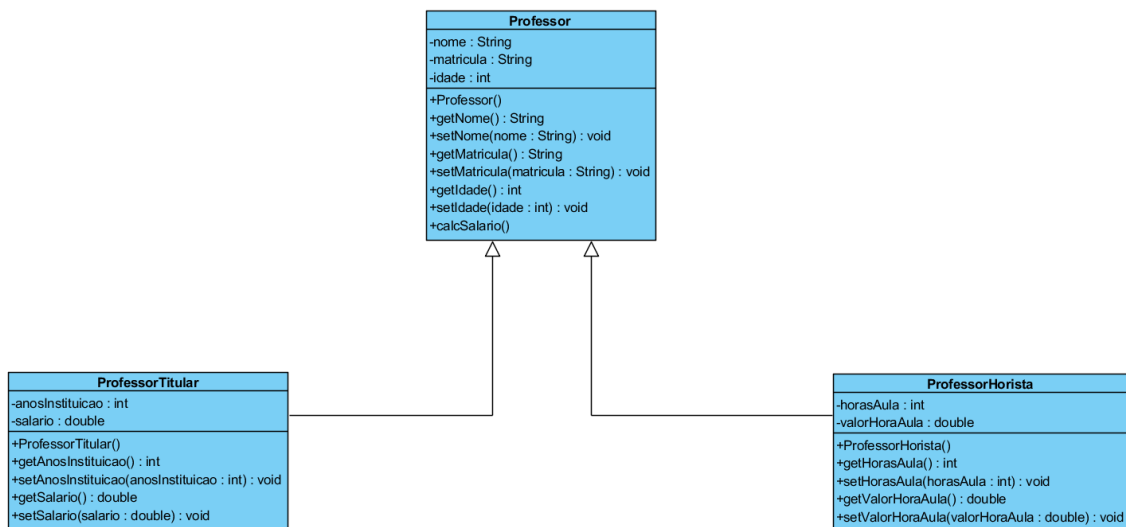 Professor
-nome : String
-matricula : String
-idade : int
+Professor()
+getNome() : String
+setNome(nome : String) : void
+getMatricula() : String
+setMatricula(matricula : String) : void
+getIdade() : int
+setIdade(idade : int) : void
+calcSalario()
ProfessorTitular
-anosInstituicao : int
-salario : double
+ProfessorTitular()
+getAnosInstituicao() : int
+setAnosInstituicao(anosInstituicao : int) : void
+getSalario() : double
+setSalario(salario : double) : void
ProfessorHorista
-horasAula : int
-valorHoraAula : double
+ProfessorHorista()
+getHorasAula() : int
+setHorasAula(horasAula : int) : void
+getValorHoraAula() : double
+setValorHoraAula(valorHoraAula : double) : void